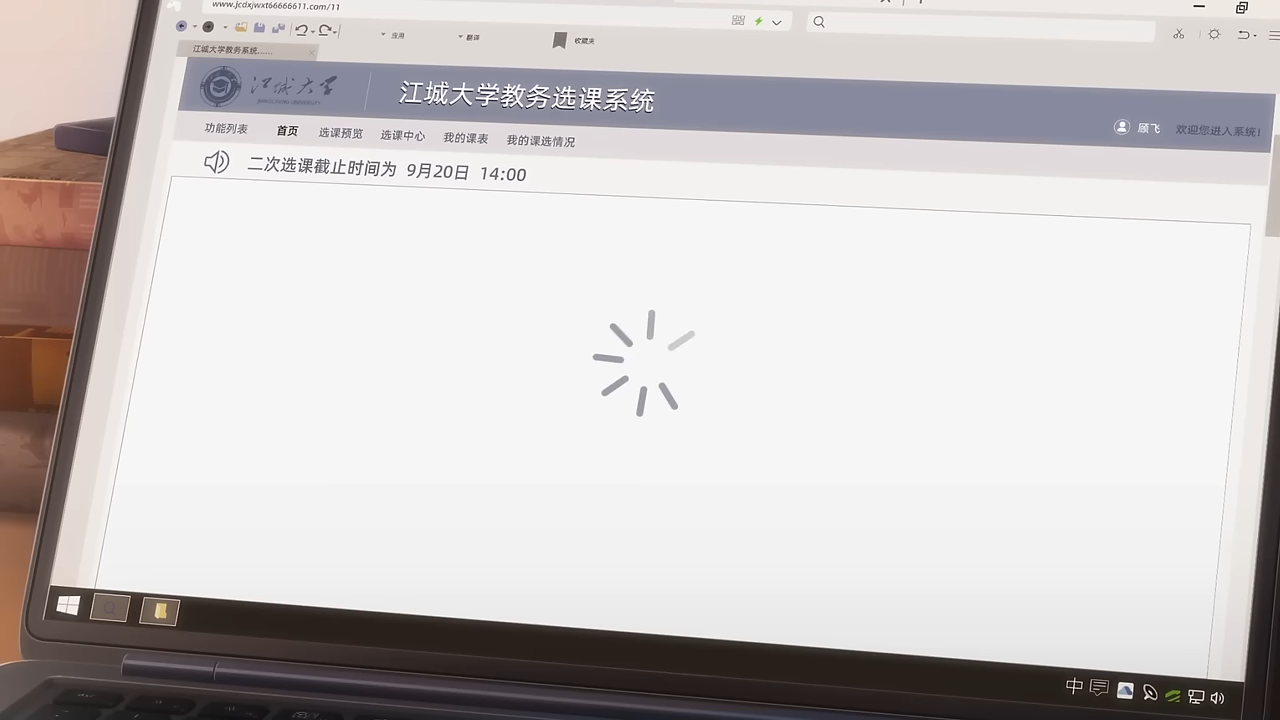 www.jcdxjwxt66666611.com/11
应用
翻译
收藏夹
江城大学教务系统......
江城大学
江城大学教务选课系统
顾飞
欢迎您进入系统!
功能列表
首页
选课预览
选课中心
我的课表
我的课选情况
二次选课截止时间为 9月20日 14:00
中